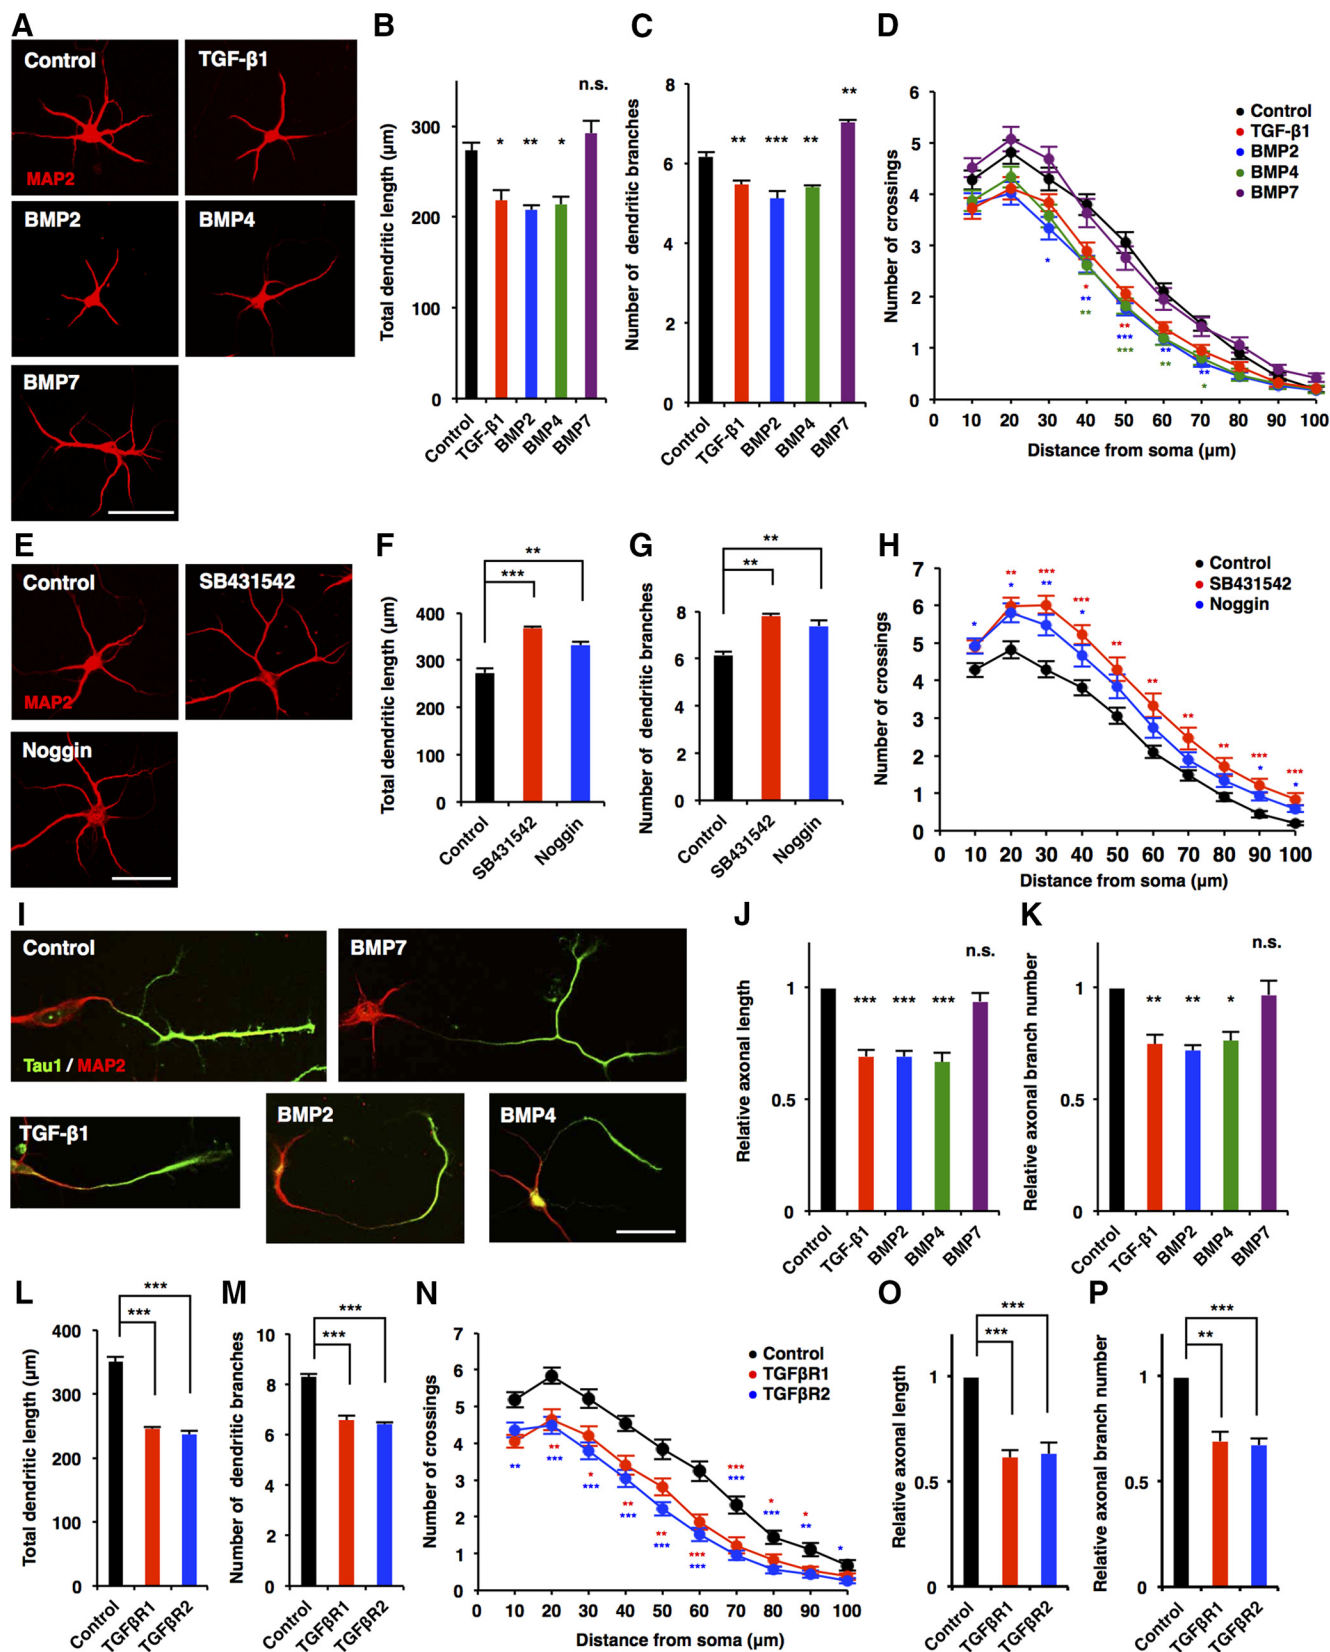 A
Control
MAP2
TGF-β1
BMP2
BMP4
BMP7
B
Total dendritic length (µm)
300
200
100
0
*
**
*
n.s.
Control
TGF-β1
BMP2
BMP4
BMP7
C
Number of dendritic branches
8
6
4
2
0
**
***
**
**
Control
TGF-β1
BMP2
BMP4
BMP7
D
Number of crossings
6
5
4
3
2
1
0
Control
TGF-β1
BMP2
BMP4
BMP7
*
*
**
**
**
***
***
**
**
**
*
0 10 20 30 40 50 60 70 80 90 100
Distance from soma (µm)
E
Control
MAP2
SB431542
Noggin
F
Total dendritic length (µm)
400
300
200
100
0
**
***
Control
SB431542
Noggin
G
Number of dendritic branches
8
6
4
2
0
**
**
Control
SB431542
Noggin
H
Number of crossings
7
6
5
4
3
2
1
0
Control
SB431542
Noggin
*
**
*
***
**
***
*
**
**
**
**
***
*
***
*
0 10 20 30 40 50 60 70 80 90 100
Distance from soma (µm)
I
Control
Tau1 / MAP2
BMP7
TGF-β1
BMP2
BMP4
J
Relative axonal length
1
0.5
0
***
***
***
n.s.
Control
TGF-β1
BMP2
BMP4
BMP7
K
Relative axonal branch number
1
0.5
0
**
**
*
n.s.
Control
TGF-β1
BMP2
BMP4
BMP7
L
Total dendritic length (µm)
400
300
200
100
0
***
***
Control
TGFβR1
TGFβR2
M
Number of dendritic branches
10
8
6
4
2
0
***
***
Control
TGFβR1
TGFβR2
N
Number of crossings
7
6
5
4
3
2
1
0
Control
TGFβR1
TGFβR2
**
**
***
*
***
**
***
**
***
***
***
***
***
*
***
*
**
*
0 10 20 30 40 50 60 70 80 90 100
Distance from soma (µm)
O
Relative axonal length
1
0.5
0
***
***
Control
TGFβR1
TGFβR2
P
Relative axonal branch number
1
0.5
0
***
**
Control
TGFβR1
TGFβR2